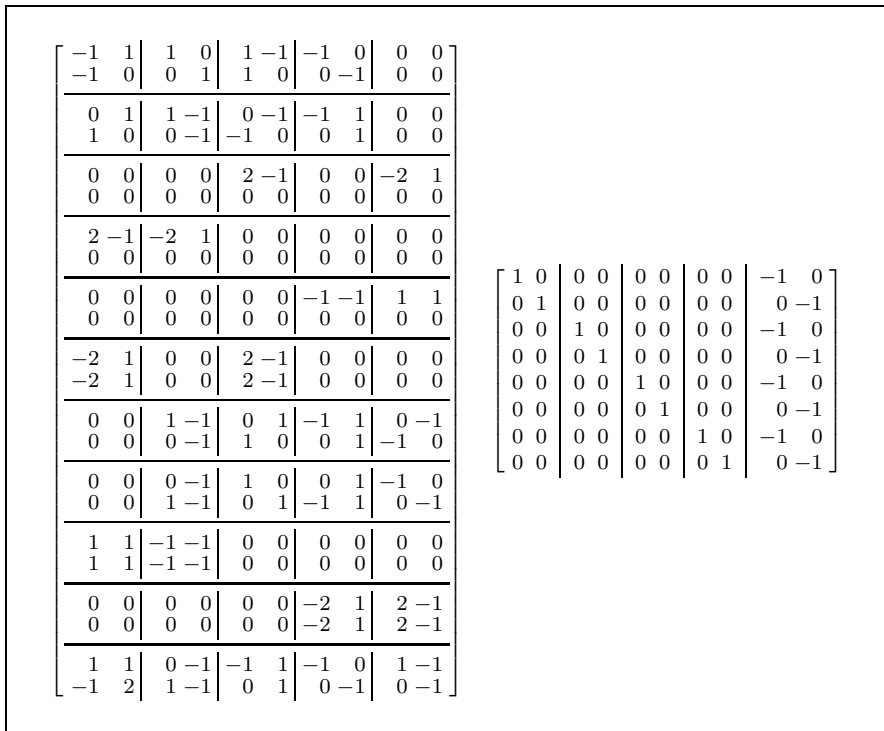 −1 1 1 0 1 −1 −1 0 0 0
−1 0 0 1 1 0 0 −1 0 0
0 1 1 −1 0 −1 −1 1 0 0
1 0 0 −1 −1 0 0 1 0 0
0 0 0 0 2 −1 0 0 −2 1
0 0 0 0 0 0 0 0 0 0
2 −1 −2 1 0 0 0 0 0 0
0 0 0 0 0 0 0 0 0 0
0 0 0 0 0 0 −1 −1 1 1
0 0 0 0 0 0 0 0 0 0
−2 1 0 0 2 −1 0 0 0 0
−2 1 0 0 2 −1 0 0 0 0
0 0 1 −1 0 1 −1 1 0 −1
0 0 0 −1 1 0 0 1 −1 0
0 0 0 −1 1 0 0 1 −1 0
0 0 1 −1 0 1 −1 1 0 −1
1 1 −1 −1 0 0 0 0 0 0
1 1 −1 −1 0 0 0 0 0 0
0 0 0 0 0 0 −2 1 2 −1
0 0 0 0 0 0 −2 1 2 −1
1 1 0 −1 −1 1 −1 0 1 −1
−1 2 1 −1 0 1 0 −1 0 −1
1 0 0 0 0 0 0 0 −1 0
0 1 0 0 0 0 0 0 0 −1
0 0 1 0 0 0 0 0 −1 0
0 0 0 1 0 0 0 0 0 −1
0 0 0 0 1 0 0 0 −1 0
0 0 0 0 0 1 0 0 0 −1
0 0 0 0 0 0 1 0 −1 0
0 0 0 0 0 0 0 1 0 −1